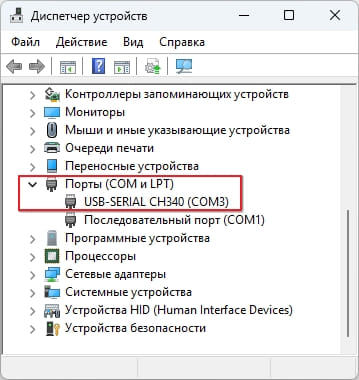 Диспетчер устройств
Файл Действие Вид Справка
Контроллеры запоминающих устройств
Мониторы
Мыши и иные указывающие устройства
Очереди печати
Переносные устройства
Порты (COM и LPT)
USB-SERIAL CH340 (COM3)
Последовательный порт (COM1)
Программные устройства
Процессоры
Сетевые адаптеры
Системные устройства
Устройства HID (Human Interface Devices)
Устройства безопасности